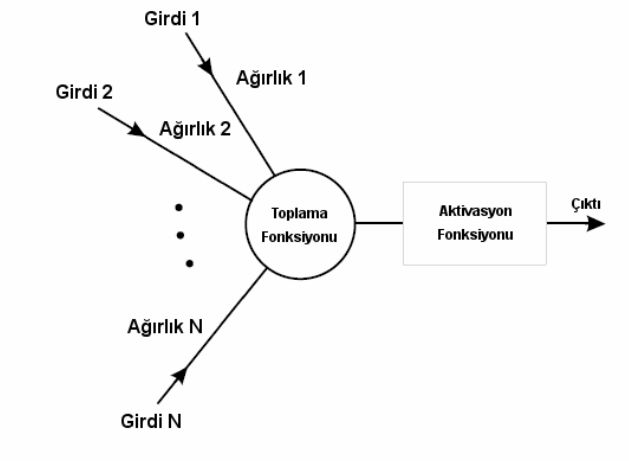 Girdi 1
Ağırlık 1
Girdi 2
Ağırlık 2
Toplama
Fonksiyonu
Aktivasyon
Fonksiyonu
Çıktı
Ağırlık N
Girdi N